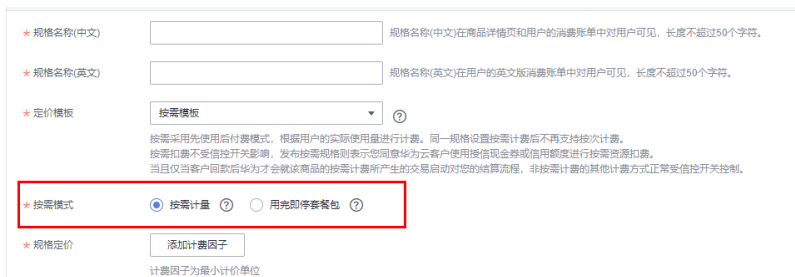 * 规格名称(中文) 规格名称(中文)在商品详情页和用户的消费账单中对用户可见，长度不超过50个字符。
* 规格名称(英文) 规格名称(英文)在用户的英文版消费账单中对用户可见，长度不超过50个字符。
* 定价模板 按需模板 ?
按需采用先使用后付费模式，根据用户的实际使用量进行计费。同一规格设置按需计费后不再支持按次计费。
按需扣费不受信控开关影响，发布按需规格则表示您同意华为云客户使用授信现金券或信用额度进行按需资源扣费。
当且仅当客户回款后华为才会就该商品的按需计费所产生的交易启动对您的结算流程，非按需计费的其他计费方式正常受信控开关控制。
* 按需模式 按需计量 ? 用完即停套餐包 ?
* 规格定价 添加计费因子
计费因子为最小计价单位